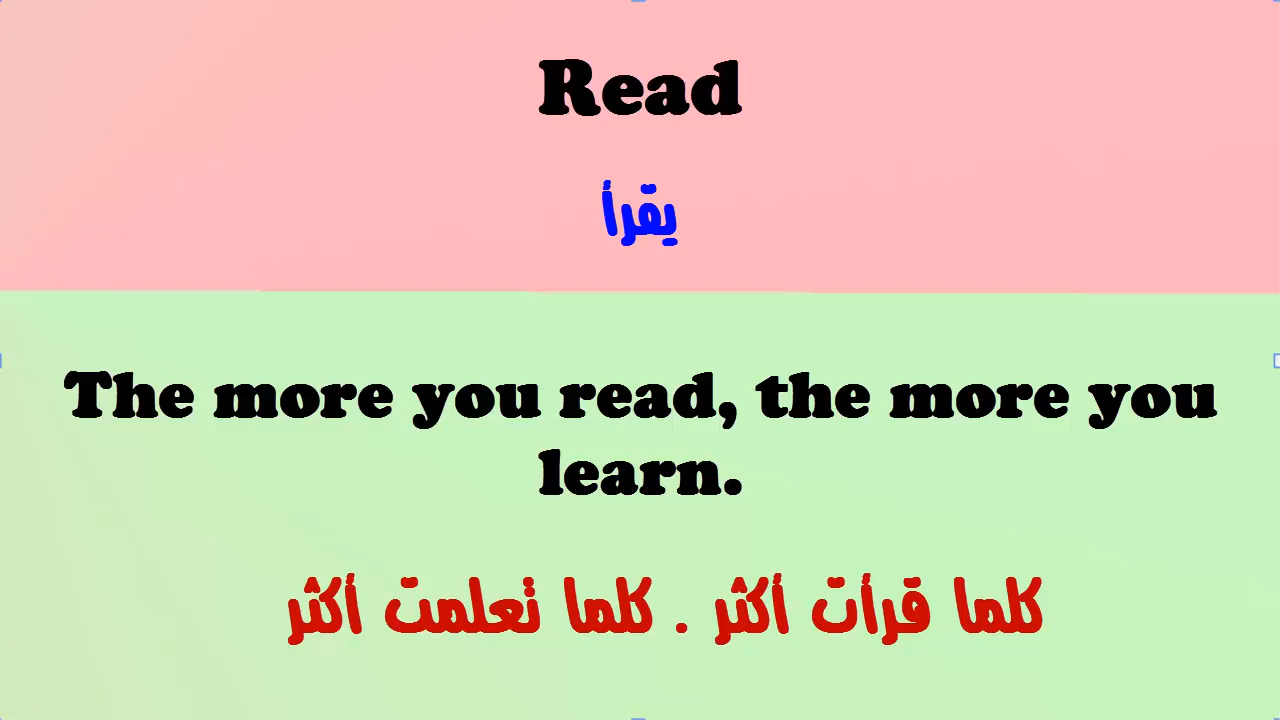 Read
يقرأ
The more you read, the more you
learn.
كلما قرأت أكثر . كلما تعلمت أكثر